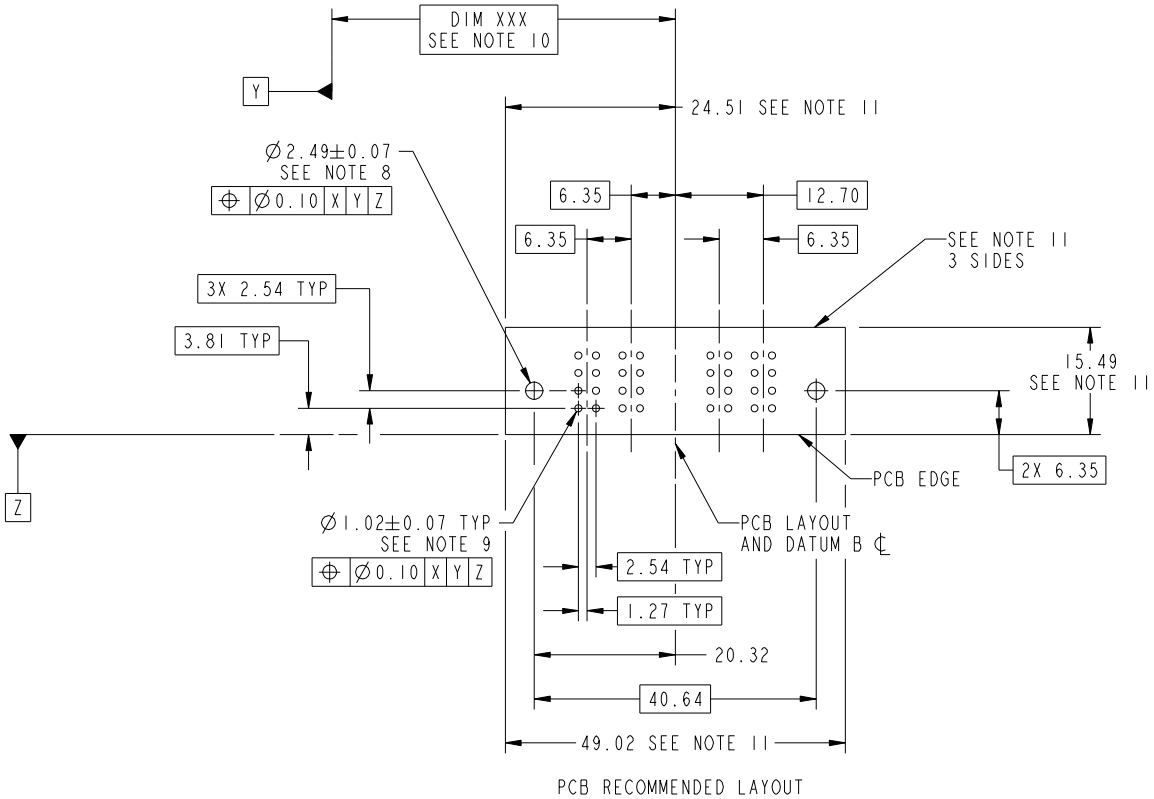 DIM XXX
SEE NOTE 10
Y
24.51 SEE NOTE 11
Ø2.49±0.07
SEE NOTE 8
⌖ Ø0.10 X Y Z
6.35
12.70
6.35
6.35
SEE NOTE 11
3 SIDES
3X 2.54 TYP
3.81 TYP
15.49
SEE NOTE 11
2X 6.35
Z
PCB EDGE
Ø1.02±0.07 TYP
SEE NOTE 9
⌖ Ø0.10 X Y Z
PCB LAYOUT
AND DATUM B ℄
2.54 TYP
1.27 TYP
20.32
40.64
49.02 SEE NOTE 11
PCB RECOMMENDED LAYOUT